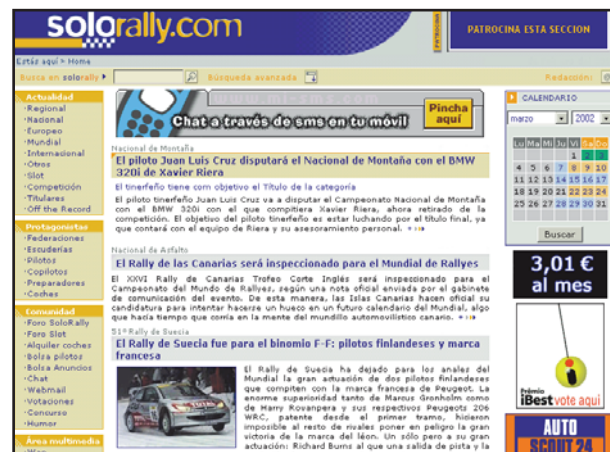 solorally.com
PATROCINA
PATROCINA ESTA SECCION
Estás aquí » Home
Busca en solorally
Búsqueda avanzada
Redacción:
Actualidad
·Regional
·Nacional
·Europeo
·Mundial
·Internacional
·Otros
·Slot
·Competición
·Titulares
·Off the Record
Protagonistas
·Federaciones
·Escuderías
·Pilotos
·Copilotos
·Preparadores
·Coches
Comunidad
·Foro SoloRally
·Foro Slot
·Alquiler coches
·Bolsa pilotos
·Bolsa Anuncios
·Chat
·Webmail
·Votaciones
·Concurso
·Humor
Área multimedia
www.mi-sms.com
Chat a través de sms en tu móvil
Pincha
aquí
Nacional de Montaña
El piloto Juan Luis Cruz disputará el Nacional de Montaña con el BMW
320i de Xavier Riera
El tinerfeño tiene com objetivo el Título de la categoría
El piloto tinerfeño Juan Luis Cruz va a disputar el Campeonato Nacional de Montaña
con el BMW 320i con el que compitiera Xavier Riera, ahora retirado de la
competición. El objetivo del piloto tinerfeño es estar luchando por el título final, ya
que contará con el equipo de Riera y su asesoramiento personal.
Nacional de Asfalto
El Rally de las Canarias será inspeccionado para el Mundial de Rallyes
El XXVI Rally de Canarias Trofeo Corte Inglés será inspeccionado para el
Campeonato del Mundo de Rallyes, según una nota oficial enviada por el gabinete
de comunicación del evento. De esta manera, las Islas Canarias hacen oficial su
candidatura para intentar hacerse un hueco en un futuro calendario del Mundial, algo
que hacía tiempo que corría en la mente del mundillo automovilístico canario.
51º Rally de Suecia
El Rally de Suecia fue para el binomio F-F: pilotos finlandeses y marca
francesa
El Rally de Suecia ha dejado para los anales del
Mundial la gran actuación de dos pilotos finlandeses
que compiten con la marca francesa de Peugeot. La
enorme superioridad tanto de Marcus Gronholm como
de Harry Rovanpera y sus respectivos Peugeots 206
WRC, patente desde el primer tramo, hicieron
imposible al resto de rivales poner en peligro la gran
victoria de la marca del léon. Un sólo pero a su gran
actuación: Richard Burns al que una salida de pista y la
CALENDARIO
marzo 2002
Lu Ma Mi Ju Vi Sa Do
1 2 3
4 5 6 7 8 9 10
11 12 13 14 15 16 17
18 19 20 21 22 23 24
25 26 27 28 29 30 31
Buscar
3,01 €
al mes
Prêmio
iBest vote aqui
AUTO
SCOUT 24